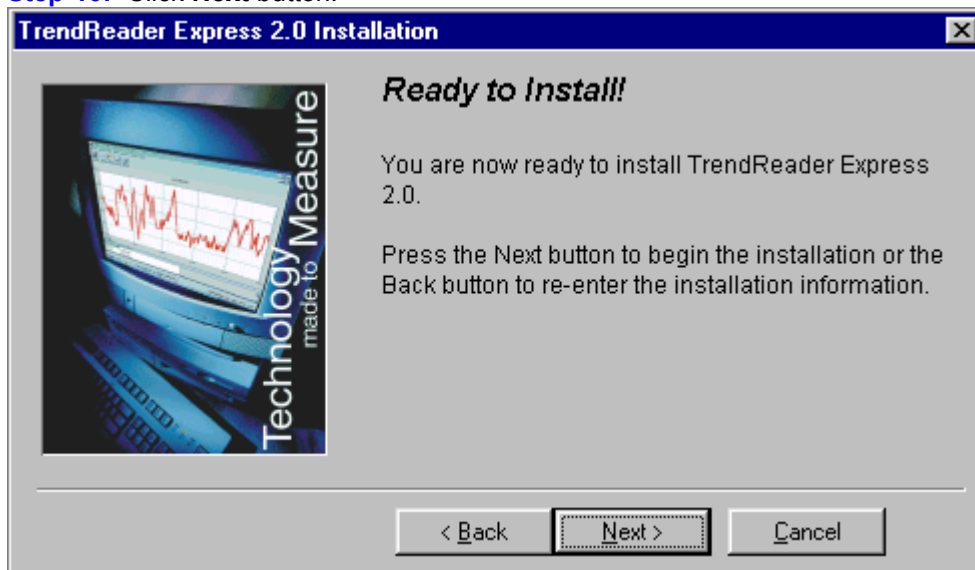 TrendReader Express 2.0 Installation
Technology
made to Measure
Ready to Install!
You are now ready to install TrendReader Express
2.0.
Press the Next button to begin the installation or the
Back button to re-enter the installation information.
< Back
Next >
Cancel